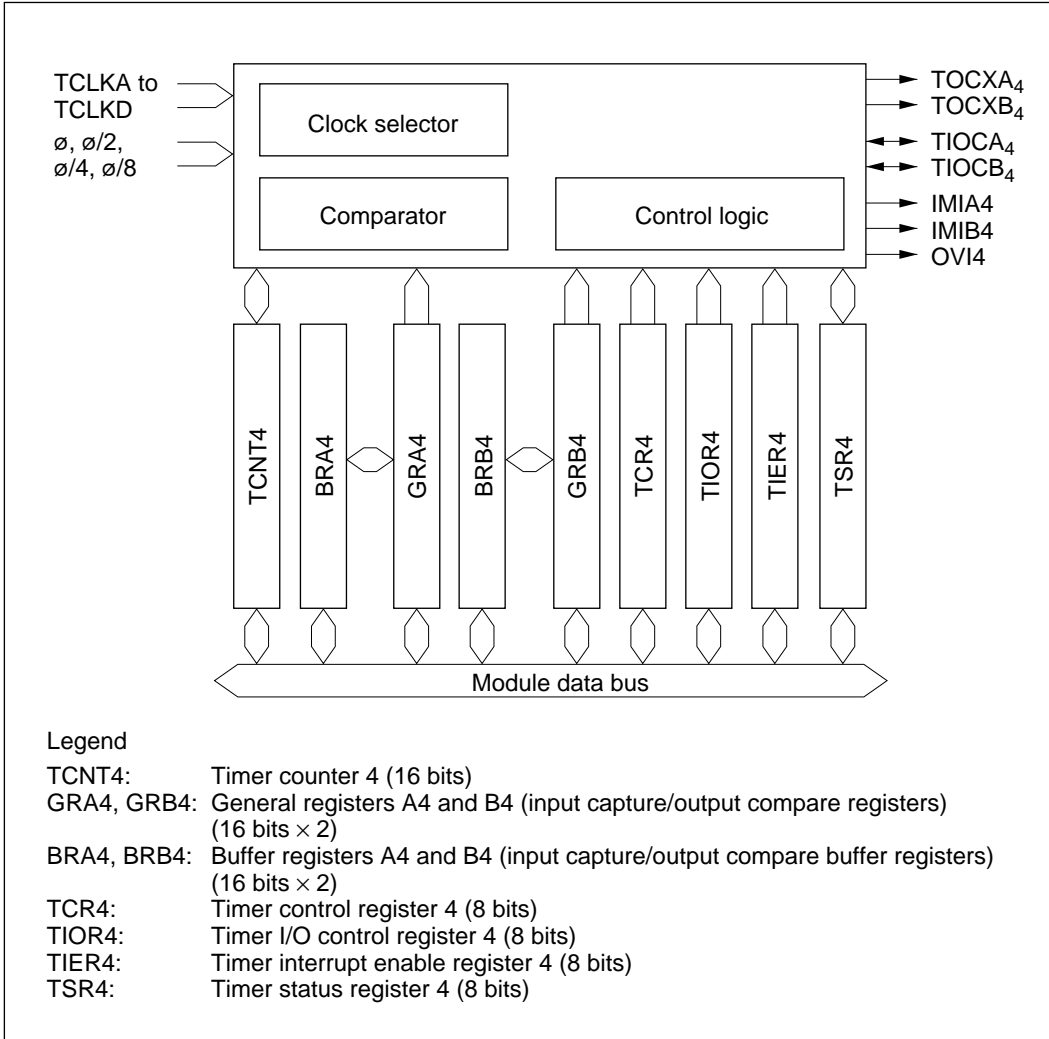 TCLKA to
TCLKD
ø, ø/2,
ø/4, ø/8
Clock selector
Comparator
Control logic
TOCXA₄
TOCXB₄
TIOCA₄
TIOCB₄
IMIA4
IMIB4
OVI4
TCNT4
BRA4
GRA4
BRB4
GRB4
TCR4
TIOR4
TIER4
TSR4
Module data bus
Legend
TCNT4: Timer counter 4 (16 bits)
GRA4, GRB4: General registers A4 and B4 (input capture/output compare registers)
(16 bits × 2)
BRA4, BRB4: Buffer registers A4 and B4 (input capture/output compare buffer registers)
(16 bits × 2)
TCR4: Timer control register 4 (8 bits)
TIOR4: Timer I/O control register 4 (8 bits)
TIER4: Timer interrupt enable register 4 (8 bits)
TSR4: Timer status register 4 (8 bits)